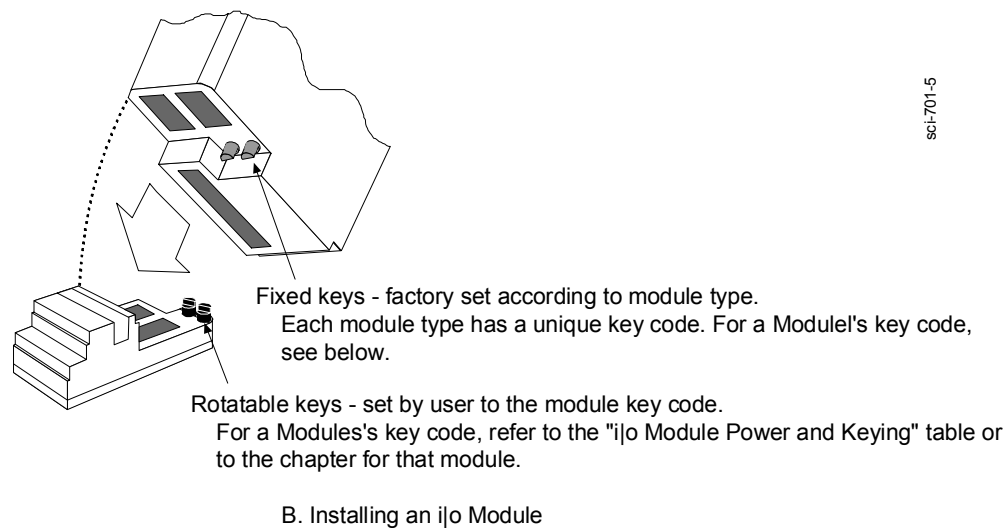 sci-701-5
Fixed keys - factory set according to module type.
Each module type has a unique key code. For a Modulel's key code,
see below.
Rotatable keys - set by user to the module key code.
For a Modules's key code, refer to the "i|o Module Power and Keying" table or
to the chapter for that module.
B. Installing an i|o Module